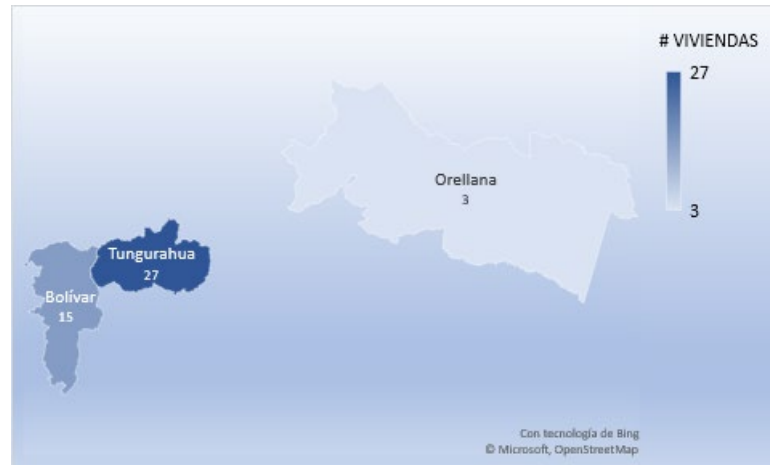 # VIVIENDAS
27
3
Orellana
3
Tungurahua
27
Bolívar
15
Con tecnología de Bing
© Microsoft, OpenStreetMap